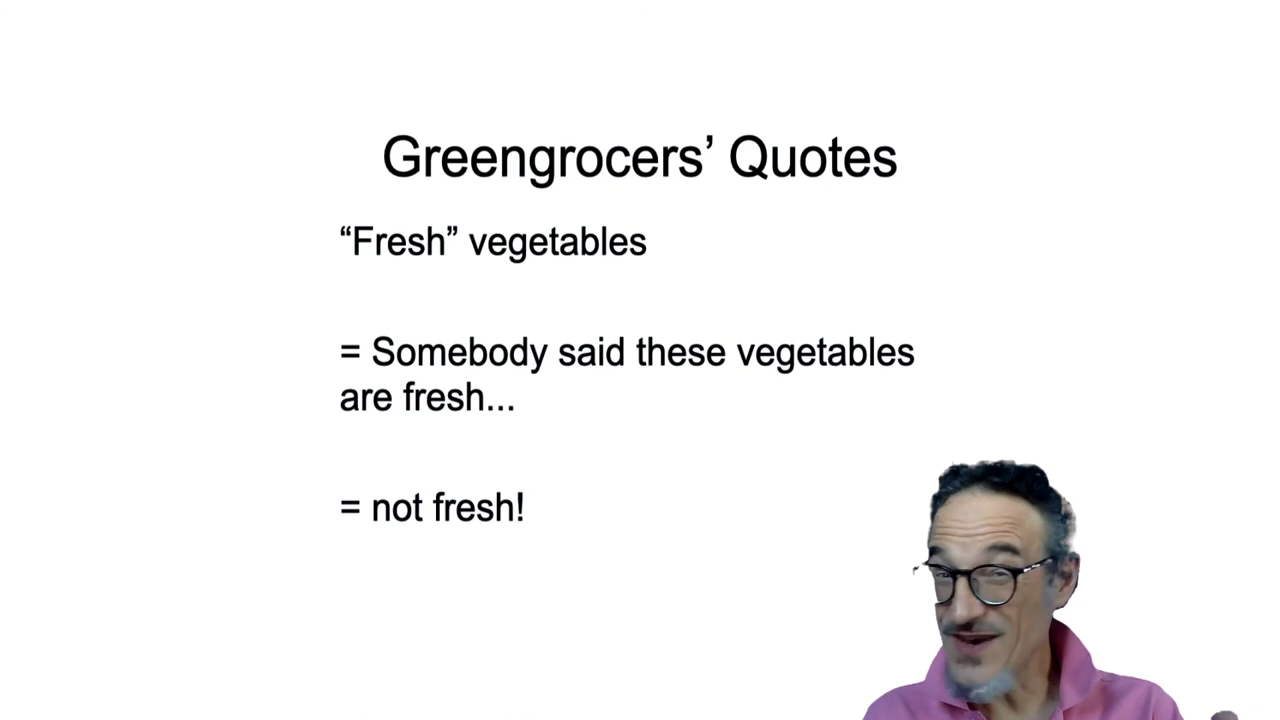 Greengrocers’ Quotes
“Fresh” vegetables
= Somebody said these vegetables
are fresh...
= not fresh!